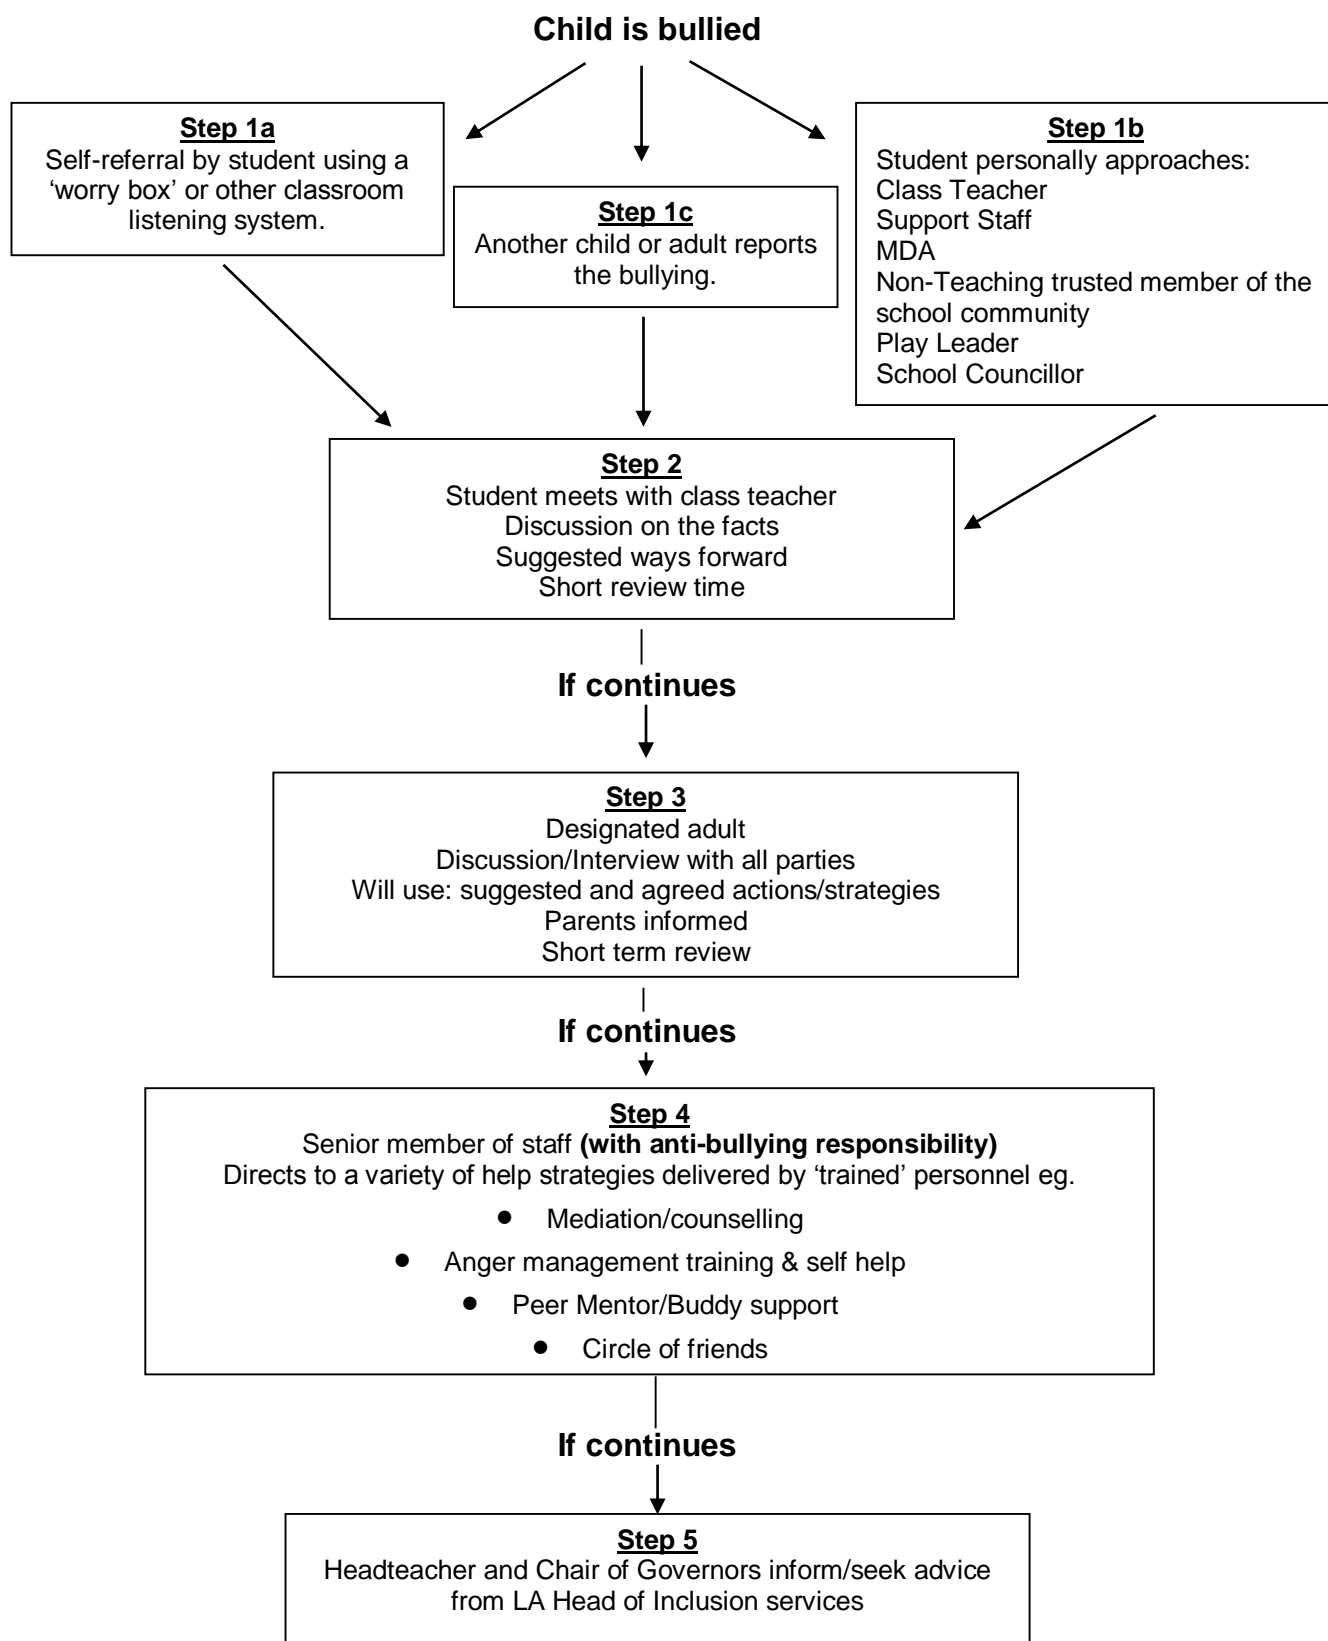 Child is bullied
Step 1a
Self-referral by student using a
‘worry box’ or other classroom
listening system.
Step 1c
Another child or adult reports
the bullying.
Step 1b
Student personally approaches:
Class Teacher
Support Staff
MDA
Non-Teaching trusted member of the
school community
Play Leader
School Councillor
Step 2
Student meets with class teacher
Discussion on the facts
Suggested ways forward
Short review time
If continues
Step 3
Designated adult
Discussion/Interview with all parties
Will use: suggested and agreed actions/strategies
Parents informed
Short term review
If continues
Step 4
Senior member of staff (with anti-bullying responsibility)
Directs to a variety of help strategies delivered by ‘trained’ personnel eg.
● Mediation/counselling
● Anger management training & self help
● Peer Mentor/Buddy support
● Circle of friends
If continues
Step 5
Headteacher and Chair of Governors inform/seek advice
from LA Head of Inclusion services